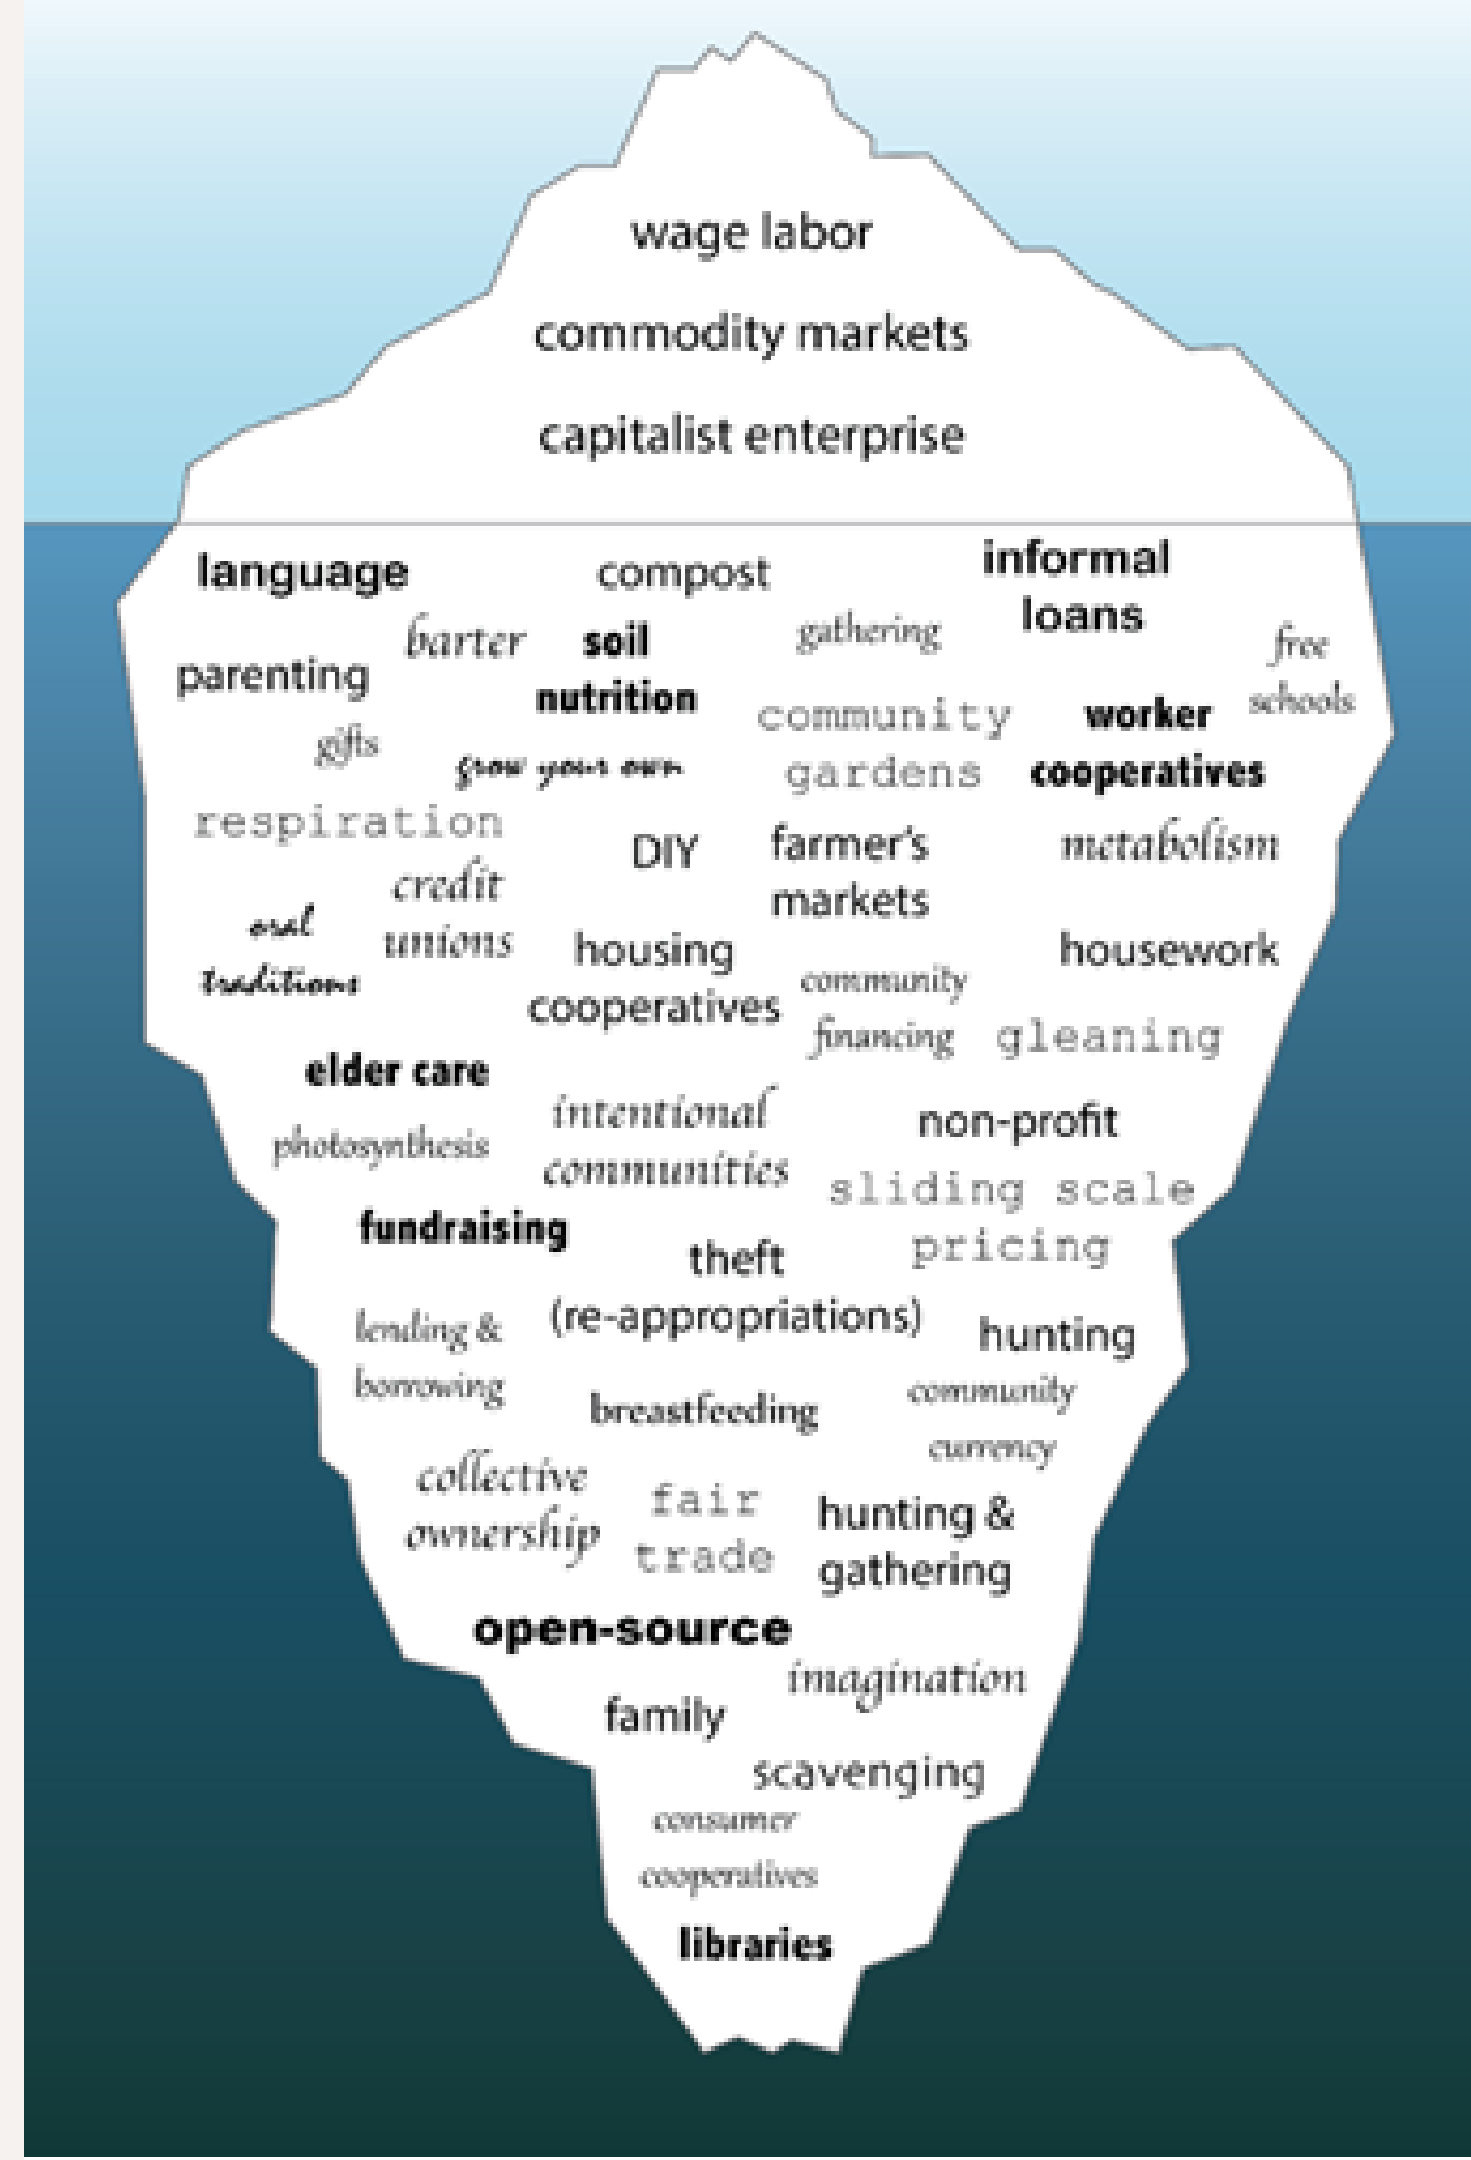 wage labor
commodity markets
capitalist enterprise
language
compost
informal
loans
barter
soil
nutrition
gathering
free
schools
parenting
gifts
grow your own
community
gardens
worker
cooperatives
respiration
DIY
farmer's
markets
metabolism
credit
unions
oral
traditions
housing
cooperatives
community
financing
housework
gleaning
elder care
photosynthesis
intentional
communities
non-profit
sliding scale
pricing
fundraising
theft
(re-appropriations)
hunting
lending &
borrowing
breastfeeding
community
currency
collective
ownership
fair
trade
hunting &
gathering
open-source
imagination
family
scavenging
consumer
cooperatives
libraries